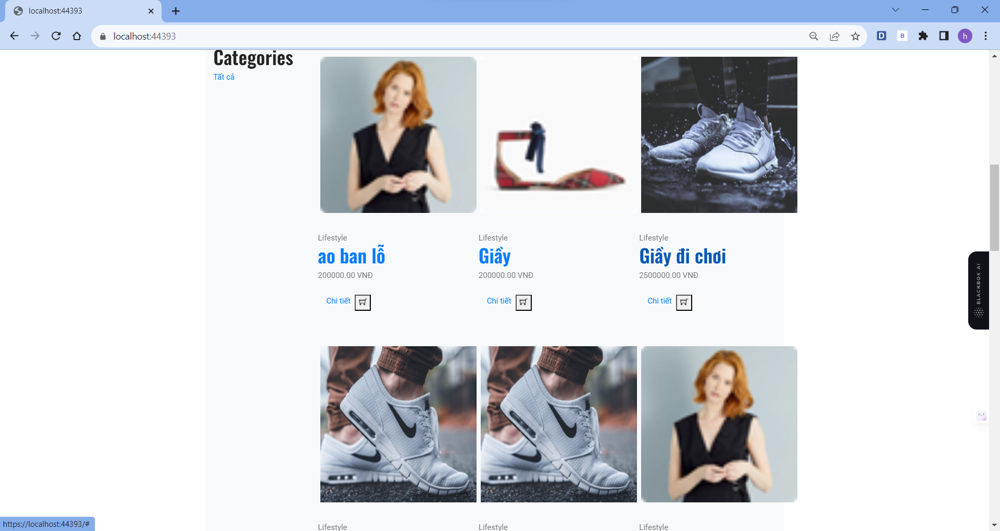 localhost:44393
localhost:44393
D
B
h
Categories
Tất cả
Lifestyle
Lifestyle
Lifestyle
ao ban lỗ
Giầy
Giầy đi chơi
200000.00 VNĐ
200000.00 VNĐ
2500000.00 VNĐ
Chi tiết
Chi tiết
Chi tiết
BLACKBOX AI
https://localhost:44393/#
Lifestyle
Lifestyle
Lifestyle